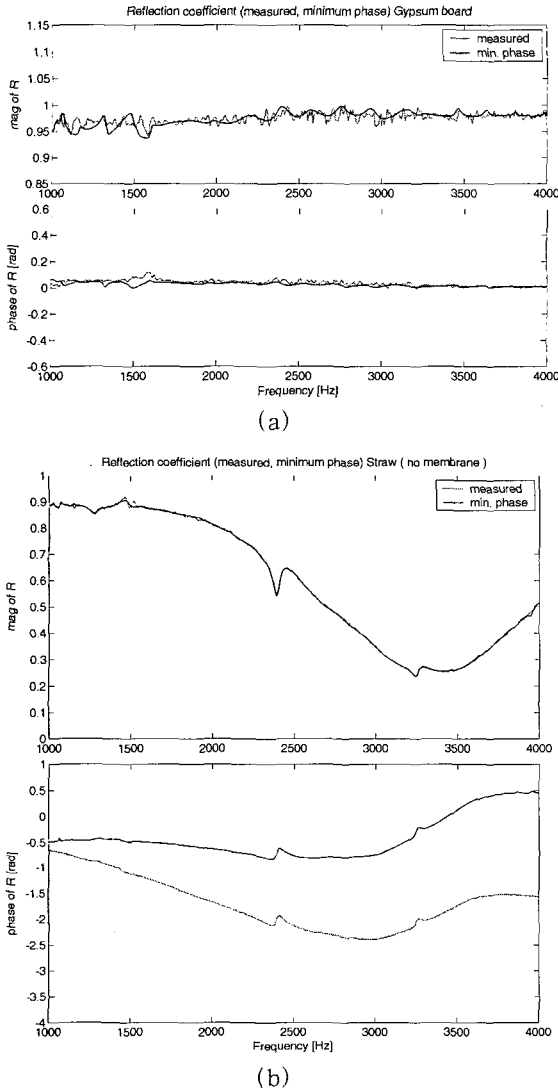 Reflection coefficient (measured, minimum phase) Gypsum board
1.15
1.1
1.05
1
0.95
0.9
0.85
mag of R
measured
min. phase
1000 1500 2000 2500 3000 3500 4000
0.6
0.4
0.2
0
-0.2
-0.4
-0.6
phase of R [rad]
1000 1500 2000 2500 3000 3500 4000
Frequency [Hz]
(a)
Reflection coefficient (measured, minimum phase) Straw ( no membrane )
1
0.9
0.8
0.7
0.6
0.5
0.4
0.3
0.2
0.1
0
mag of R
measured
min. phase
1000 1500 2000 2500 3000 3500 4000
1
0.5
0
-0.5
-1
-1.5
-2
-2.5
-3
-3.5
-4
phase of R [rad]
1000 1500 2000 2500 3000 3500 4000
Frequency [Hz]
(b)